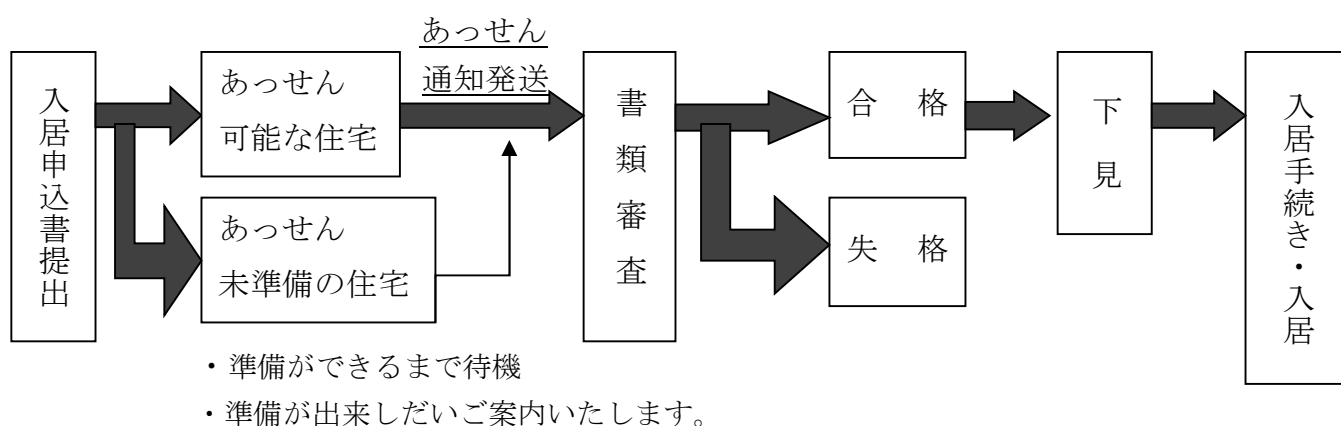 入居申込書提出
あっせん
可能な住宅
あっせん
未準備の住宅
・準備ができるまで待機
・準備が出来しだいご案内いたします。
あっせん
通知発送
書類審査
合　格
失　格
下見
入居手続き・入居